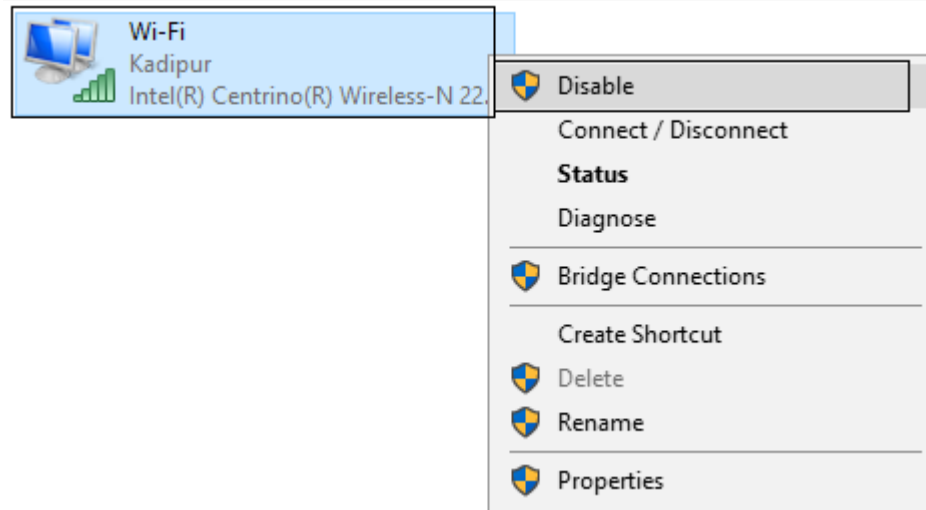 Wi-Fi
Kadipur
Intel(R) Centrino(R) Wireless-N 22.
Disable
Connect / Disconnect
Status
Diagnose
Bridge Connections
Create Shortcut
Delete
Rename
Properties